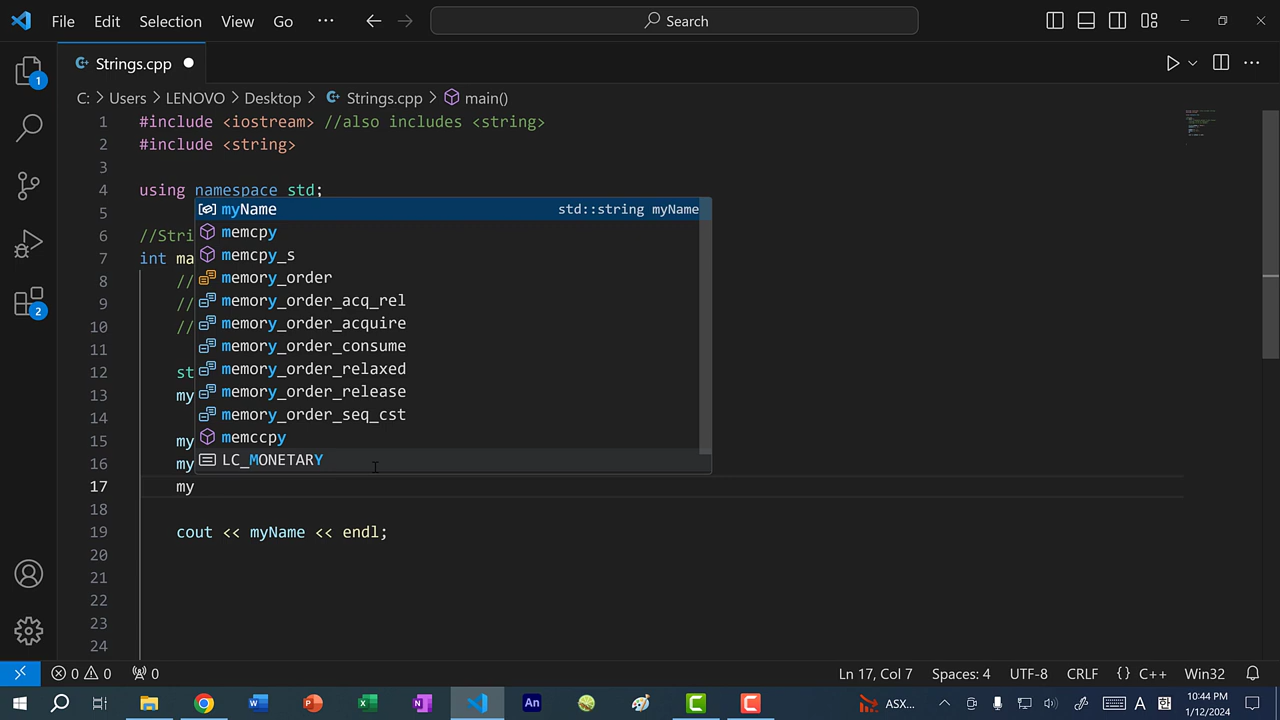 File Edit Selection View Go ··· Search
Strings.cpp
C: > Users > LENOVO > Desktop > Strings.cpp > main()
1 #include <iostream> //also includes <string>
2 #include <string>
3
4 using namespace std;
5
myName std::string myName
6 //Stri
memcpy
7 int ma
memcpy_s
8 //
memory_order
9 //
memory_order_acq_rel
10 //
memory_order_acquire
11
memory_order_consume
12 st
memory_order_relaxed
13 my
memory_order_release
14
memory_order_seq_cst
15 my
memccpy
16 my
LC_MONETARY
17 my
18
19 cout << myName << endl;
20
21
22
23
24
1
2
0 0 0 Ln 17, Col 7 Spaces: 4 UTF-8 CRLF {} C++ Win32
ASX... A 10:44 PM
1/12/2024